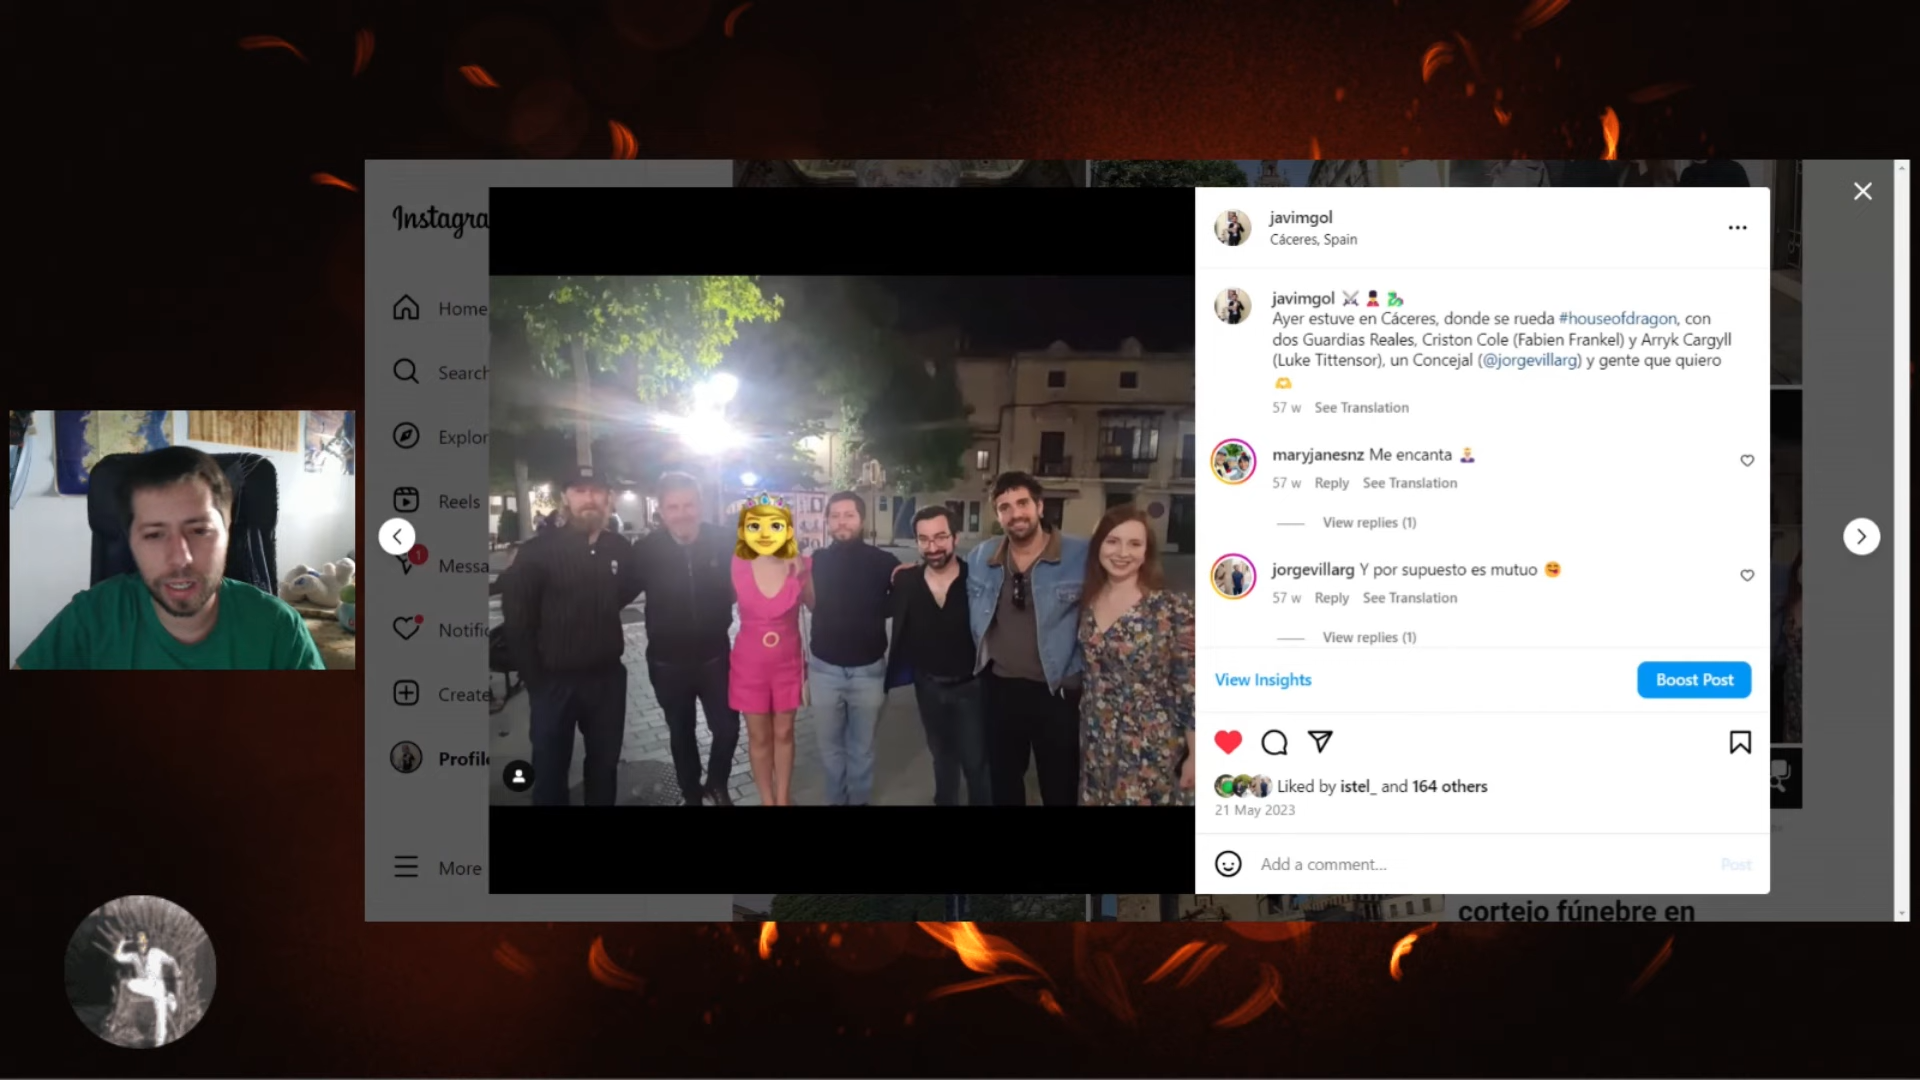 Instagra
Home
Search
Explor
Reels
1
Messa
Notific
Create
Profile
More
javimgol
Cáceres, Spain
javimgol
Ayer estuve en Cáceres, donde se rueda #houseofdragon, con
dos Guardias Reales, Criston Cole (Fabien Frankel) y Arryk Cargyll
(Luke Tittensor), un Concejal (@jorgevillarg) y gente que quiero
57 w See Translation
maryjanesnz Me encanta
57 w Reply See Translation
View replies (1)
jorgevillarg Y por supuesto es mutuo
57 w Reply See Translation
View replies (1)
View Insights
Boost Post
Liked by istel_ and 164 others
21 May 2023
Add a comment...
Post
cortejo fúnebre en